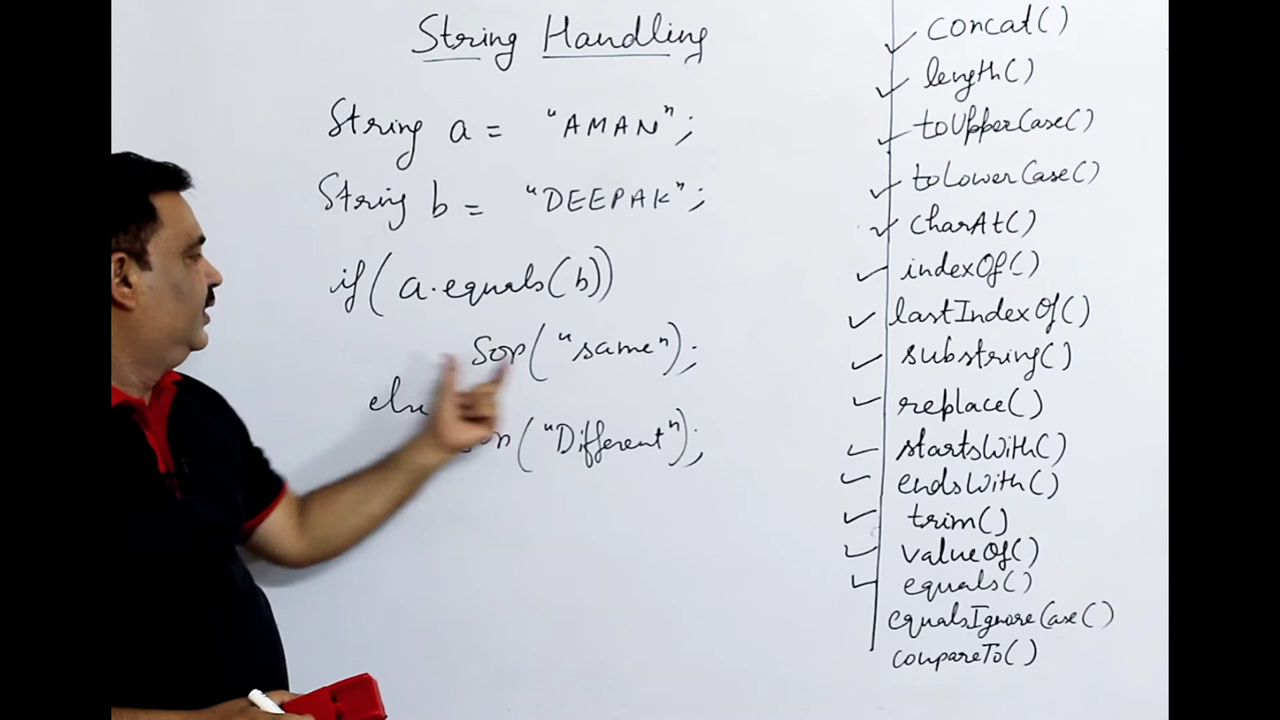 String Handling
String a = "AMAN";
String b = "DEEPAK";
if(a.equals(b))
Sop("same");
else
("Different");
concat()
length()
toUpperCase()
toLowerCase()
charAt()
indexOf()
lastIndexOf()
substring()
replace()
startsWith()
endsWith()
trim()
valueOf()
equals()
equalsIgnoreCase()
compareTo()